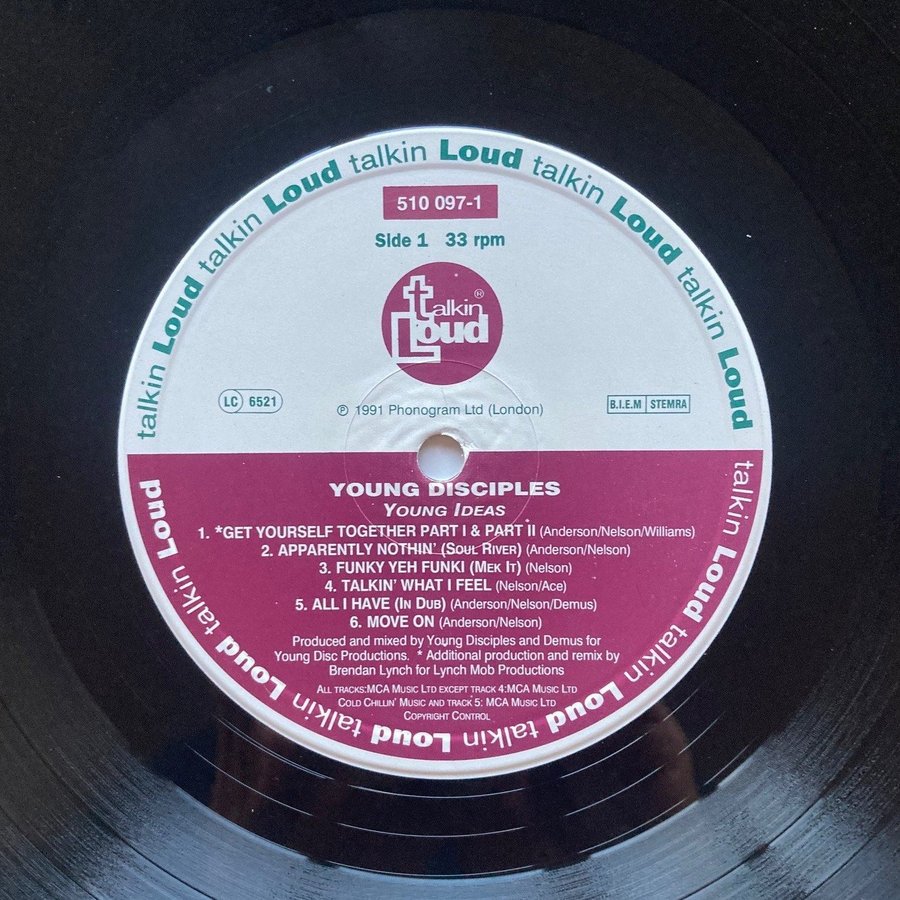 talkin Loud talkin Loud talkin Loud talkin Loud talkin Loud
510 097-1
Side 1 33 rpm
talkin ®
Loud
LC 6521
℗ 1991 Phonogram Ltd (London)
B.I.E.M STEMRA
YOUNG DISCIPLES
YOUNG IDEAS
1. *GET YOURSELF TOGETHER PART I & PART II (Anderson/Nelson/Williams)
2. APPARENTLY NOTHIN' (SOUL RIVER) (Anderson/Nelson)
3. FUNKY YEH FUNKI (MEK IT) (Nelson)
4. TALKIN' WHAT I FEEL (Nelson/Ace)
5. ALL I HAVE (IN DUB) (Anderson/Nelson/Demus)
6. MOVE ON (Anderson/Nelson)
Produced and mixed by Young Disciples and Demus for
Young Disc Productions. * Additional production and remix by
Brendan Lynch for Lynch Mob Productions
ALL TRACKS:MCA MUSIC LTD EXCEPT TRACK 4:MCA MUSIC LTD
COLD CHILLIN' MUSIC AND TRACK 5: MCA MUSIC LTD
COPYRIGHT CONTROL
talkin Loud talkin Loud talkin Loud talkin Loud talkin Loud talkin Loud